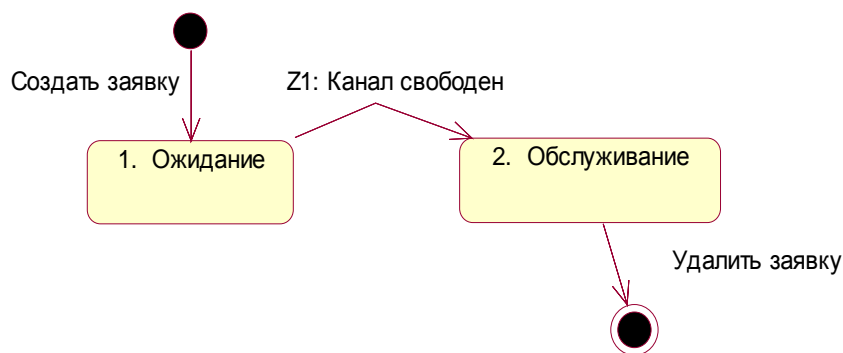 Создать заявку
Z1: Канал свободен
1. Ожидание
2. Обслуживание
Удалить заявку